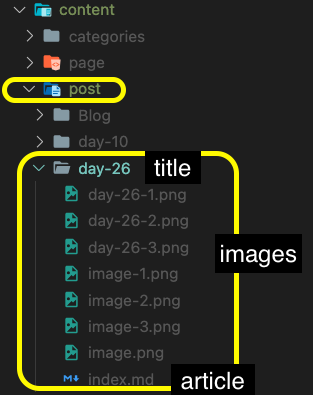 content
categories
page
post
Blog
day-10
day-26 title
day-26-1.png
day-26-2.png
day-26-3.png
images
image-1.png
image-2.png
image-3.png
image.png
index.md article